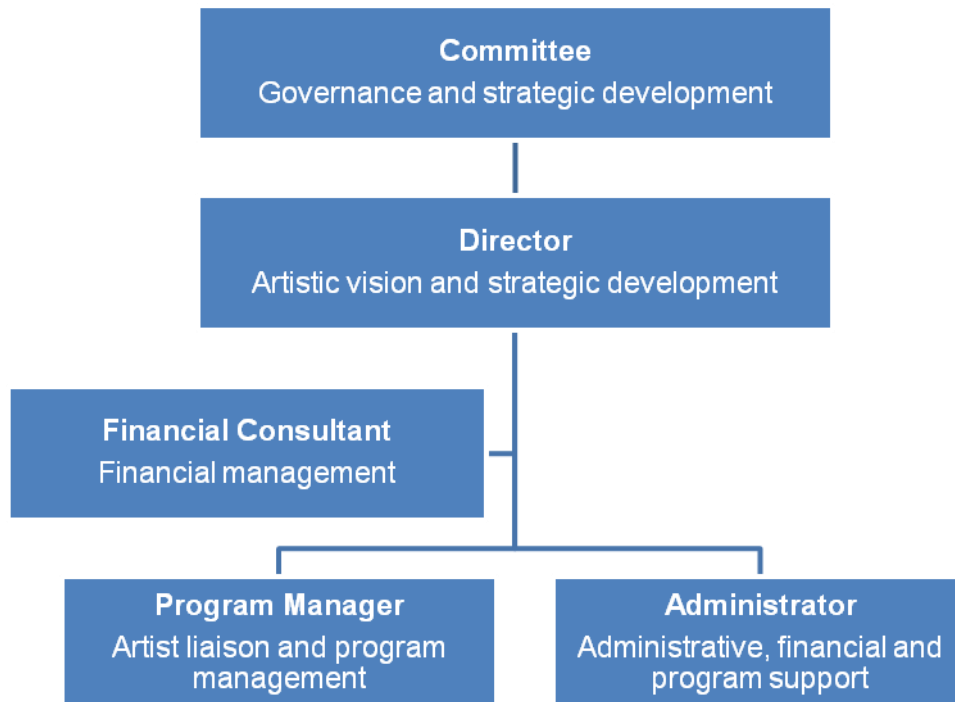 Committee
Governance and strategic development
Director
Artistic vision and strategic development
Financial Consultant
Financial management
Program Manager
Artist liaison and program
management
Administrator
Administrative, financial and
program support